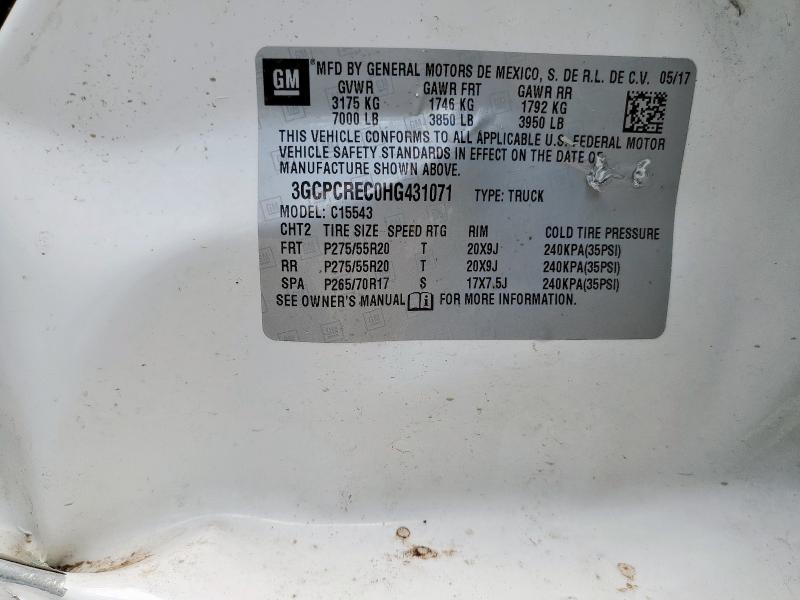 GM MFD BY GENERAL MOTORS DE MEXICO, S. DE R.L. DE C.V. 05/17
GVWR GAWR FRT GAWR RR
3175 KG 1746 KG 1792 KG
7000 LB 3850 LB 3950 LB
THIS VEHICLE CONFORMS TO ALL APPLICABLE U.S. FEDERAL MOTOR
VEHICLE SAFETY STANDARDS IN EFFECT ON THE DATE OF
MANUFACTURE SHOWN ABOVE.
3GCPCREC0HG431071 TYPE: TRUCK
MODEL: C15543
CHT2 TIRE SIZE SPEED RTG RIM COLD TIRE PRESSURE
FRT P275/55R20 T 20X9J 240KPA(35PSI)
RR P275/55R20 T 20X9J 240KPA(35PSI)
SPA P265/70R17 S 17X7.5J 240KPA(35PSI)
SEE OWNER'S MANUAL FOR MORE INFORMATION.